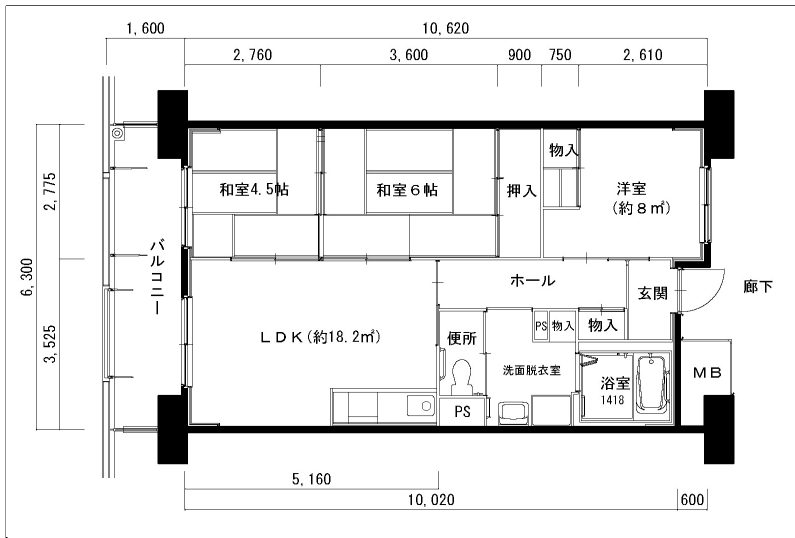 1,600
10,620
2,760
3,600
900
750
2,610
物入
和室4.5帖
和室6帖
押入
洋室
(約8㎡)
2,775
6,300
3,525
バルコニー
ホール
玄関
廊下
LDK(約18.2㎡)
便所
PS
物入
物入
洗面脱衣室
浴室
1418
MB
PS
5,160
10,020
600